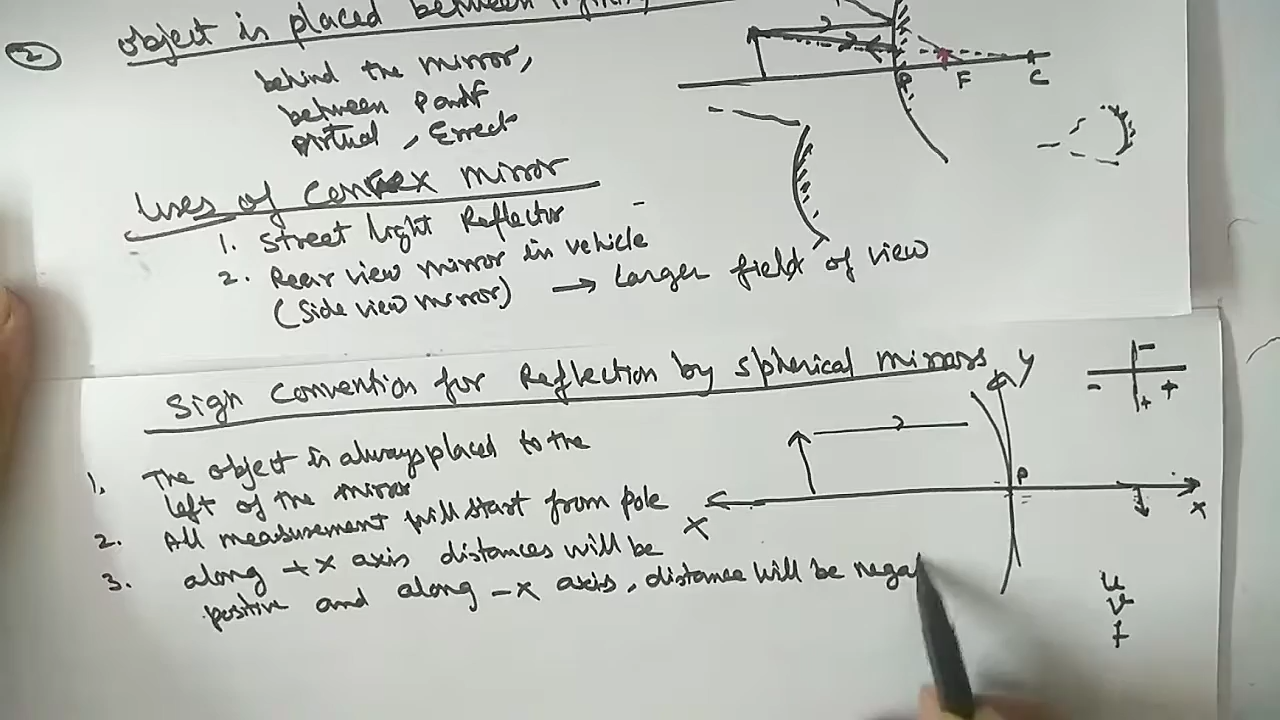 2 object is placed between
behind the mirror,
between P and F
virtual, Errect
P F C
Uses of Convex mirror
1. Street light Reflector
2. Rear view mirror in vehicle
(Side view mirror) → Larger field of view
Sign Convention for Reflection by Spherical mirrors
1. The object is always placed to the
left of the mirror
2. All measurement will start from pole
3. along +x axis distances will be
positive and along -x axis, distance will be nega
y
- - + +
P
X X
u
v
f